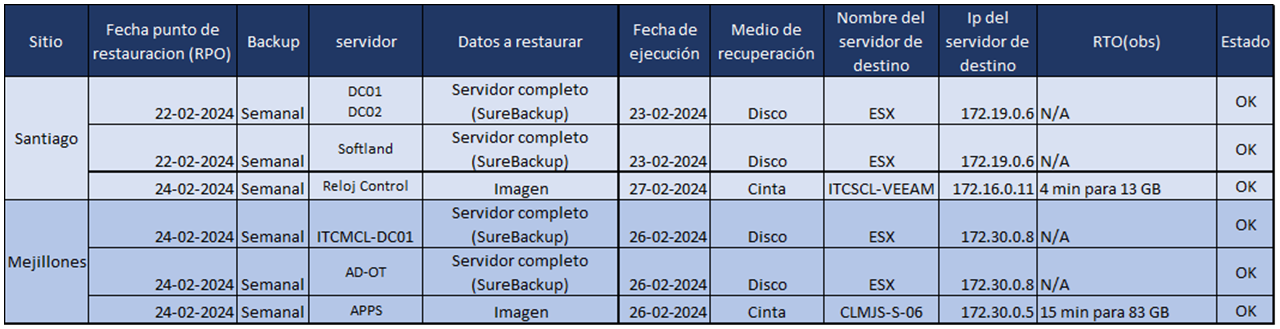 Sitio | Fecha punto de restauracion (RPO) | Backup | servidor | Datos a restaurar | Fecha de ejecución | Medio de recuperación | Nombre del servidor de destino | Ip del servidor de destino | RTO(obs) | Estado
Santiago | 22-02-2024 | Semanal | DC01 DC02 | Servidor completo (SureBackup) | 23-02-2024 | Disco | ESX | 172.19.0.6 | N/A | OK
22-02-2024 | Semanal | Softland | Servidor completo (SureBackup) | 23-02-2024 | Disco | ESX | 172.19.0.6 | N/A | OK
24-02-2024 | Semanal | Reloj Control | Imagen | 27-02-2024 | Cinta | ITCSCL-VEEAM | 172.16.0.11 | 4 min para 13 GB | OK
Mejillones | 24-02-2024 | Semanal | ITCMCL-DC01 | Servidor completo (SureBackup) | 26-02-2024 | Disco | ESX | 172.30.0.8 | N/A | OK
24-02-2024 | Semanal | AD-OT | Servidor completo (SureBackup) | 26-02-2024 | Disco | ESX | 172.30.0.8 | N/A | OK
24-02-2024 | Semanal | APPS | Imagen | 26-02-2024 | Cinta | CLMJS-S-06 | 172.30.0.5 | 15 min para 83 GB | OK